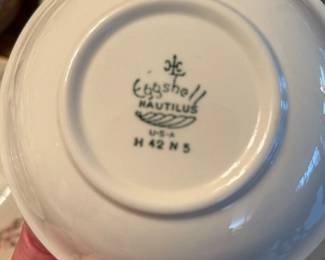 Eggshell
NAUTILUS
U-S-A
H 42 N 5